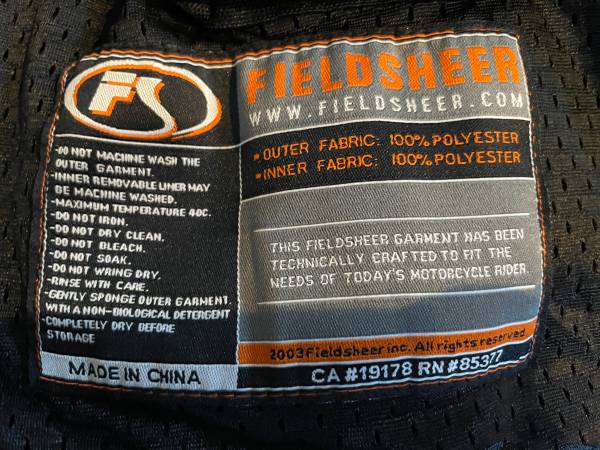 FS
FIELDSHEER
WWW.FIELDSHEER.COM
• OUTER FABRIC: 100% POLYESTER
• INNER FABRIC: 100% POLYESTER
-DO NOT MACHINE WASH THE
OUTER GARMENT.
-INNER REMOVABLE LINER MAY
BE MACHINE WASHED.
-MAXIMUM TEMPERATURE 40C.
-DO NOT IRON.
-DO NOT DRY CLEAN.
-DO NOT BLEACH.
-DO NOT SOAK.
-DO NOT WRING DRY.
-RINSE WITH CARE.
-GENTLY SPONGE OUTER GARMENT.
WITH A NON-BIOLOGICAL DETERGENT
-COMPLETELY DRY BEFORE
STORAGE
THIS FIELDSHEER GARMENT HAS BEEN
TECHNICALLY CRAFTED TO FIT THE
NEEDS OF TODAY'S MOTORCYCLE RIDER.
2003 Fieldsheer inc. All rights reserved
MADE IN CHINA
CA #19178 RN #85377